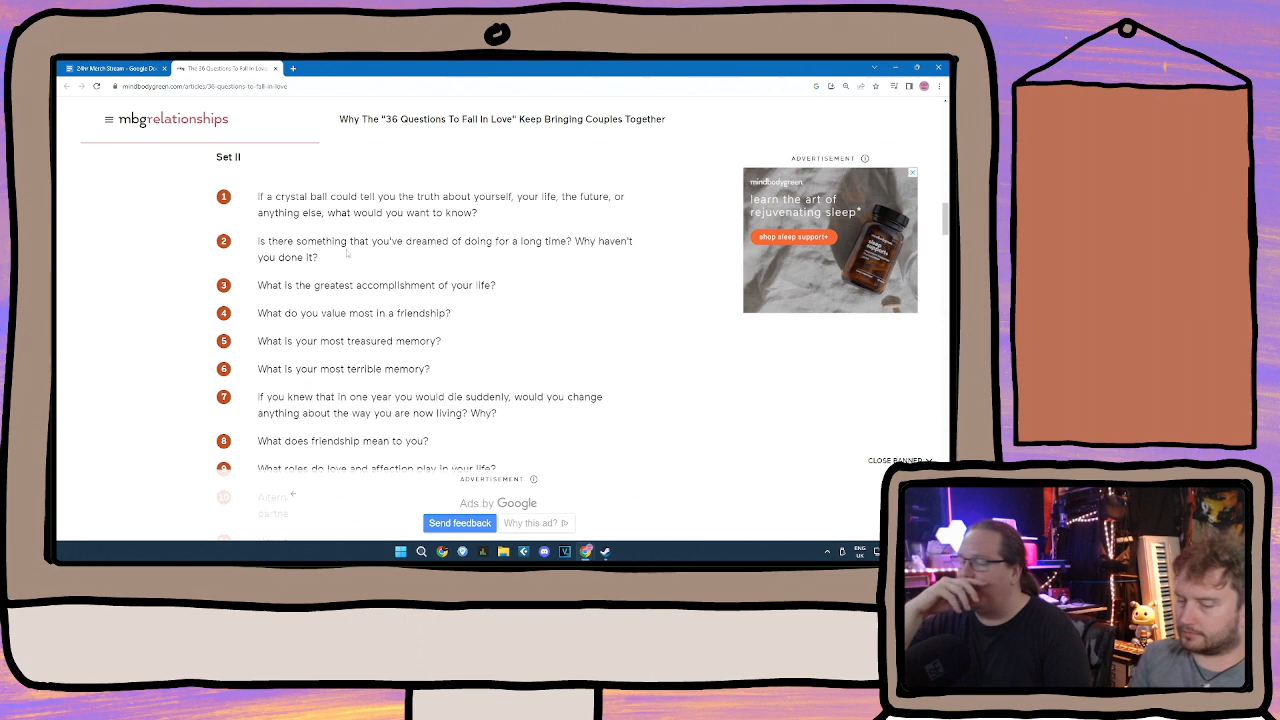 24hr Merch Stream - Google Do
The 36 Questions To Fall In Love
mindbodygreen.com/articles/36-questions-to-fall-in-love
mbgrelationships
Why The "36 Questions To Fall In Love" Keep Bringing Couples Together
Set II
1 If a crystal ball could tell you the truth about yourself, your life, the future, or
anything else, what would you want to know?
2 Is there something that you've dreamed of doing for a long time? Why haven't
you done it?
3 What is the greatest accomplishment of your life?
4 What do you value most in a friendship?
5 What is your most treasured memory?
6 What is your most terrible memory?
7 If you knew that in one year you would die suddenly, would you change
anything about the way you are now living? Why?
8 What does friendship mean to you?
9 What roles do love and affection play in your life?
10 Altern
partne
ADVERTISEMENT
mindbodygreen.
learn the art of
rejuvenating sleep*
shop sleep support+
sleep
support+
CLOSE BANNER
ADVERTISEMENT
Ads by Google
Send feedback
Why this ad?
ENG
UK